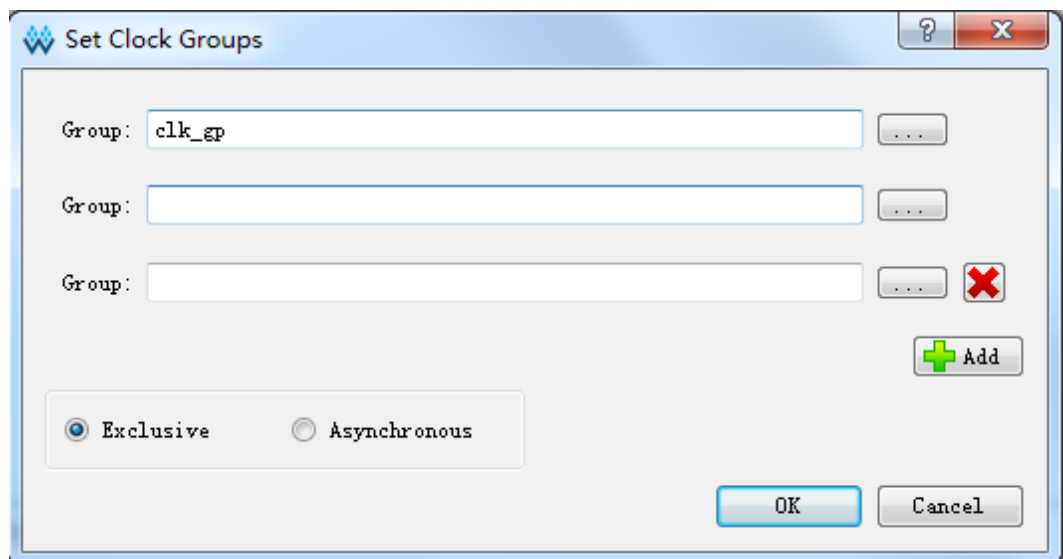 Set Clock Groups
Group: clk_gp ...
Group: ...
Group: ...
Add
Exclusive Asynchronous
OK Cancel